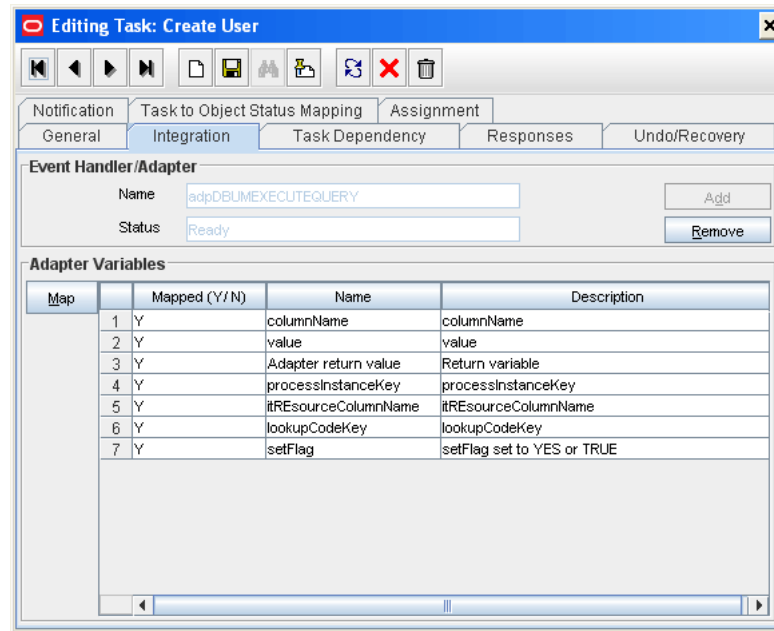 Editing Task: Create User
Notification Task to Object Status Mapping Assignment
General Integration Task Dependency Responses Undo/Recovery
Event Handler/Adapter
Name adpDBUMEXECUTEQUERY Add
Status Ready Remove
Adapter Variables
Map Mapped (Y/N) Name Description
1 Y columnName columnName
2 Y value value
3 Y Adapter return value Return variable
4 Y processInstanceKey processInstanceKey
5 Y itREsourceColumnName itREsourceColumnName
6 Y lookupCodeKey lookupCodeKey
7 Y setFlag setFlag set to YES or TRUE